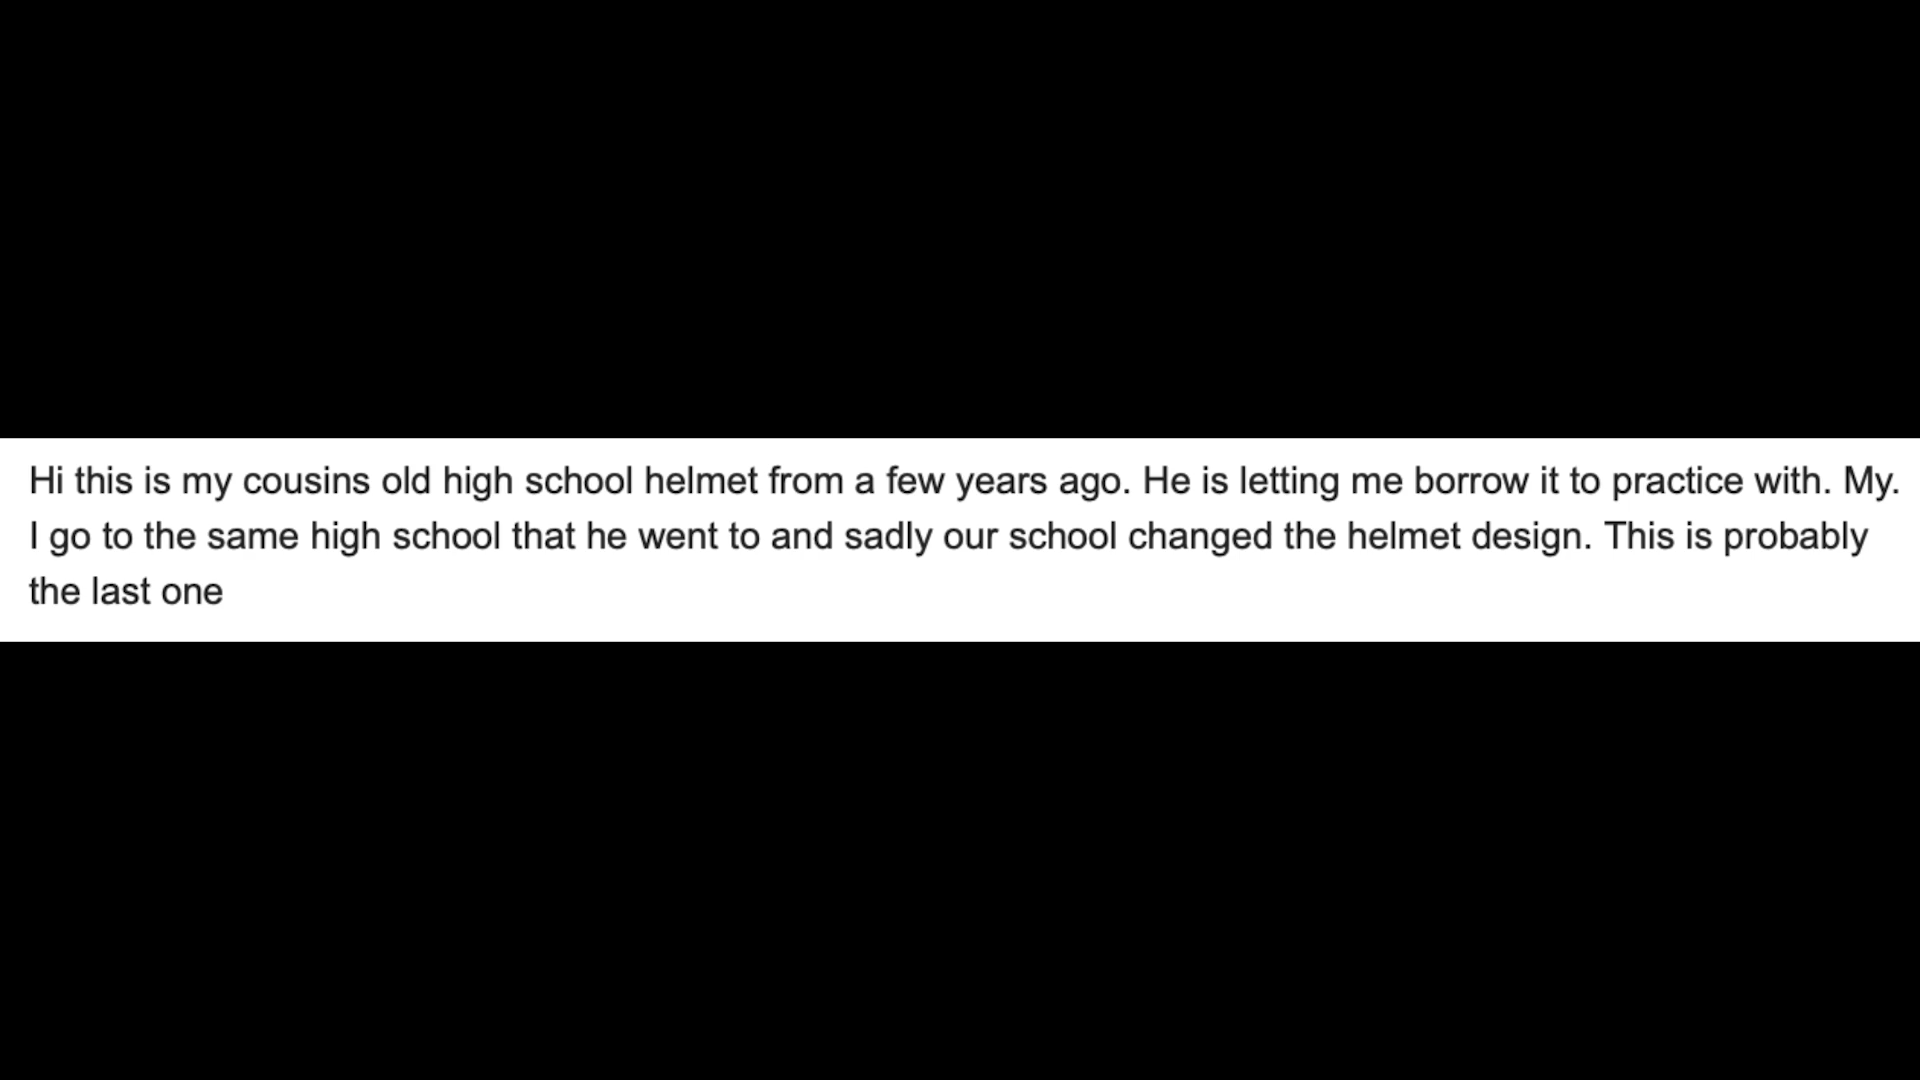 Hi this is my cousins old high school helmet from a few years ago. He is letting me borrow it to practice with. My.
I go to the same high school that he went to and sadly our school changed the helmet design. This is probably
the last one